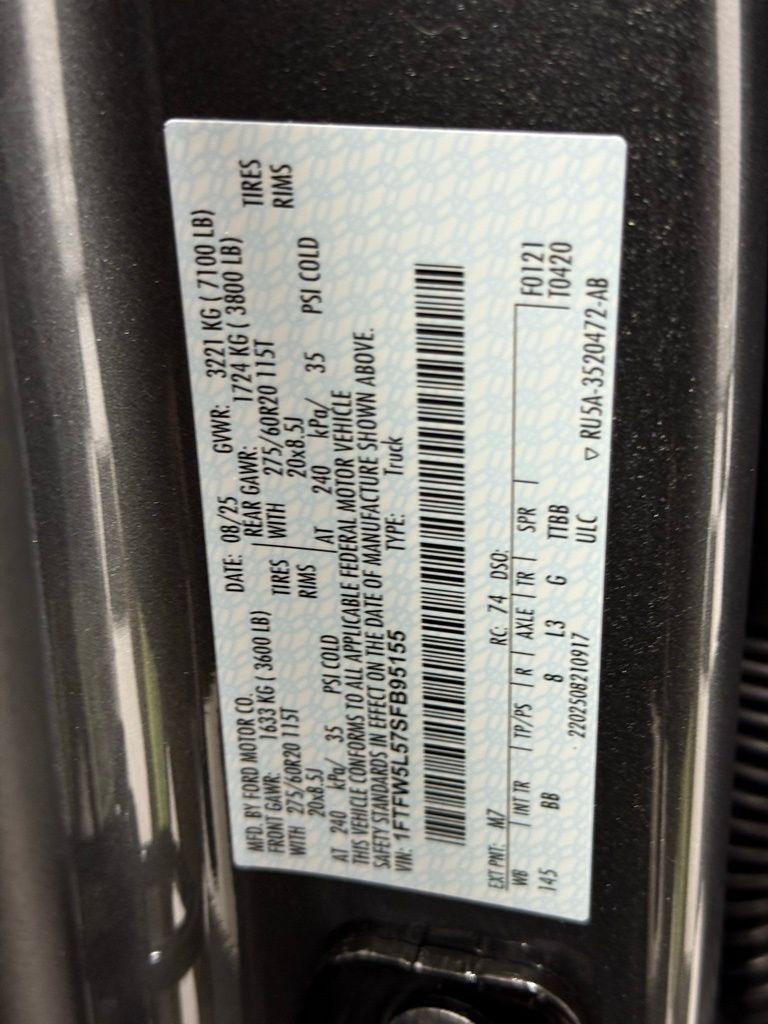 MFD. BY FORD MOTOR CO.
DATE: 08/25 GVWR: 3221 KG ( 7100 LB)
FRONT GAWR: 1633 KG ( 3600 LB) REAR GAWR: 1724 KG ( 3800 LB)
WITH 275/60R20 115T TIRES WITH 275/60R20 115T TIRES
20x8.5J RIMS 20x8.5J RIMS
AT 240 kPa/ 35 PSI COLD AT 240 kPa/ 35 PSI COLD
THIS VEHICLE CONFORMS TO ALL APPLICABLE FEDERAL MOTOR VEHICLE
SAFETY STANDARDS IN EFFECT ON THE DATE OF MANUFACTURE SHOWN ABOVE.
VIN: 1FTFW5L57SFB95155 TYPE: Truck
EXT PNT: M7 RC: 74 DSO:
WB INT TR TP/PS R AXLE TR SPR F0121
145 BB 8 L3 G TTBB T0420
2202508210917 ULC
RU5A-3520472-AB